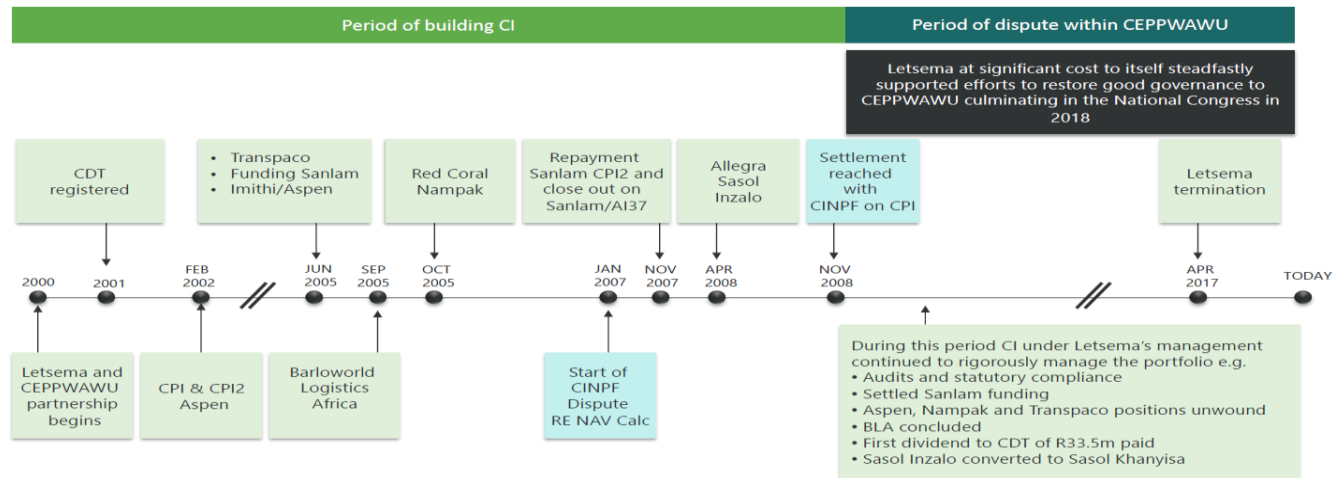 Period of building CI
Period of dispute within CEPPWAWU
Letsema at significant cost to itself steadfastly
supported efforts to restore good governance to
CEPPWAWU culminating in the National Congress in
2018
CDT
registered
• Transpaco
• Funding Sanlam
• Imithi/Aspen
Red Coral
Nampak
Repayment
Sanlam CPI2 and
close out on
Sanlam/AI37
Allegra
Sasol
Inzalo
Settlement
reached
with
CINPF on CPI
Letsema
termination
2000
2001
FEB
2002
JUN
2005
SEP
2005
OCT
2005
JAN
2007
NOV
2007
APR
2008
NOV
2008
APR
2017
TODAY
Letsema and
CEPPWAWU
partnership
begins
CPI & CPI2
Aspen
Barloworld
Logistics
Africa
Start of
CINPF
Dispute
RE NAV Calc
During this period CI under Letsema's management
continued to rigorously manage the portfolio e.g.
• Audits and statutory compliance
• Settled Sanlam funding
• Aspen, Nampak and Transpaco positions unwound
• BLA concluded
• First dividend to CDT of R33.5m paid
• Sasol Inzalo converted to Sasol Khanyisa